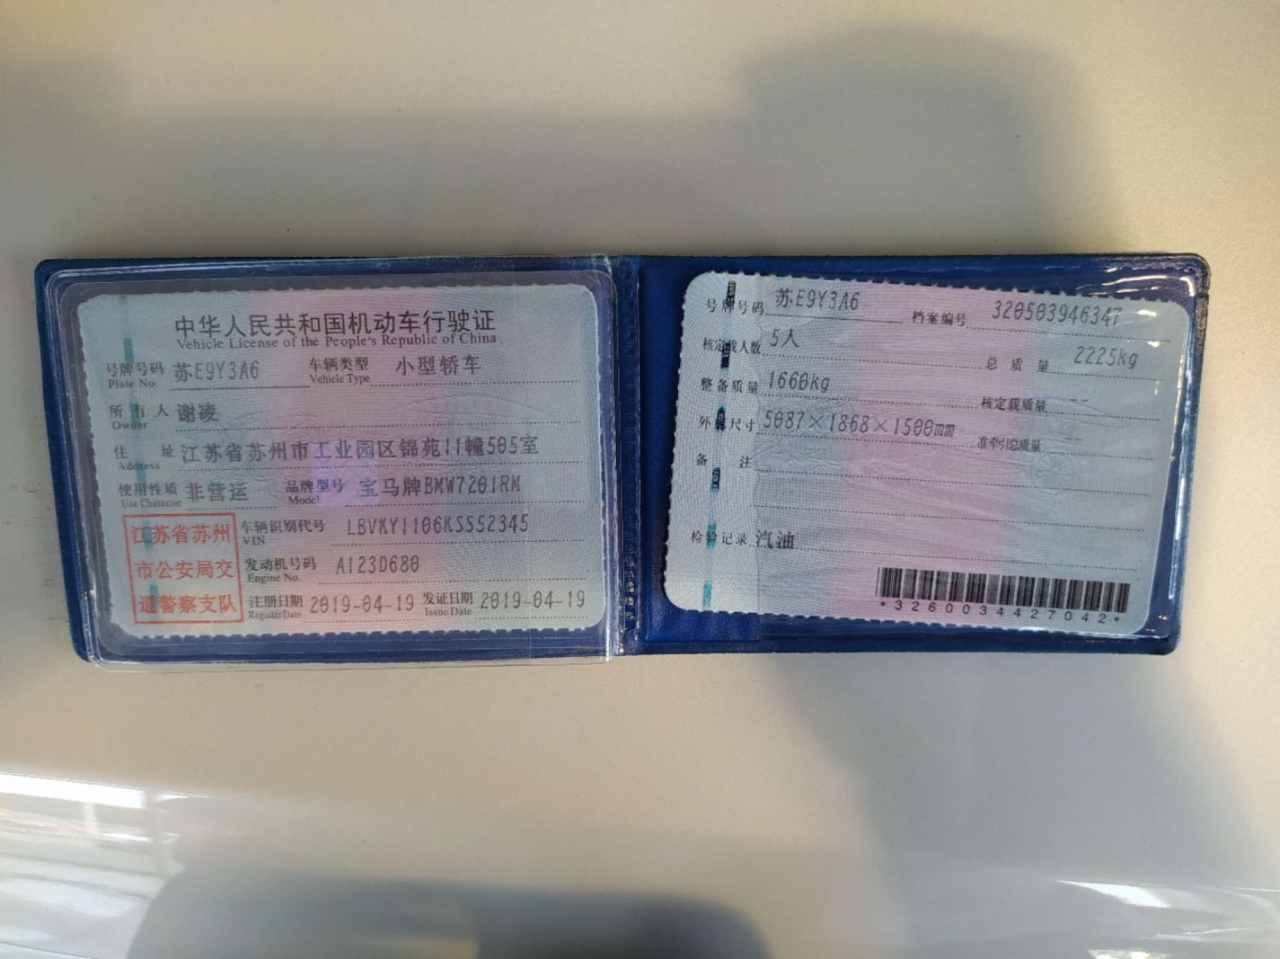 中华人民共和国机动车行驶证
Vehicle License of the People's Republic of China
号牌号码 苏E9Y3A6 车辆类型 小型轿车
Plate No. Vehicle Type
所有人 谢凌
Owner
住址 江苏省苏州市工业园区锦苑11幢505室
Address
使用性质 非营运 品牌型号 宝马牌BMW7201RM
Use Character Model
江苏省苏州
市公安局交
通警察支队
车辆识别代号 LBVKY1106KSS52345
VIN
发动机号码 A123D680
Engine No.
注册日期 2019-04-19 发证日期 2019-04-19
Register Date Issue Date
号牌号码 苏E9Y3A6 档案编号 320503946347
核定载人数 5人 总质量 2225kg
整备质量 1660kg 核定载质量 --
外廓尺寸 5087×1868×1500mm 准牵引总质量 --
备注
检验记录 汽油
*3260034427042*